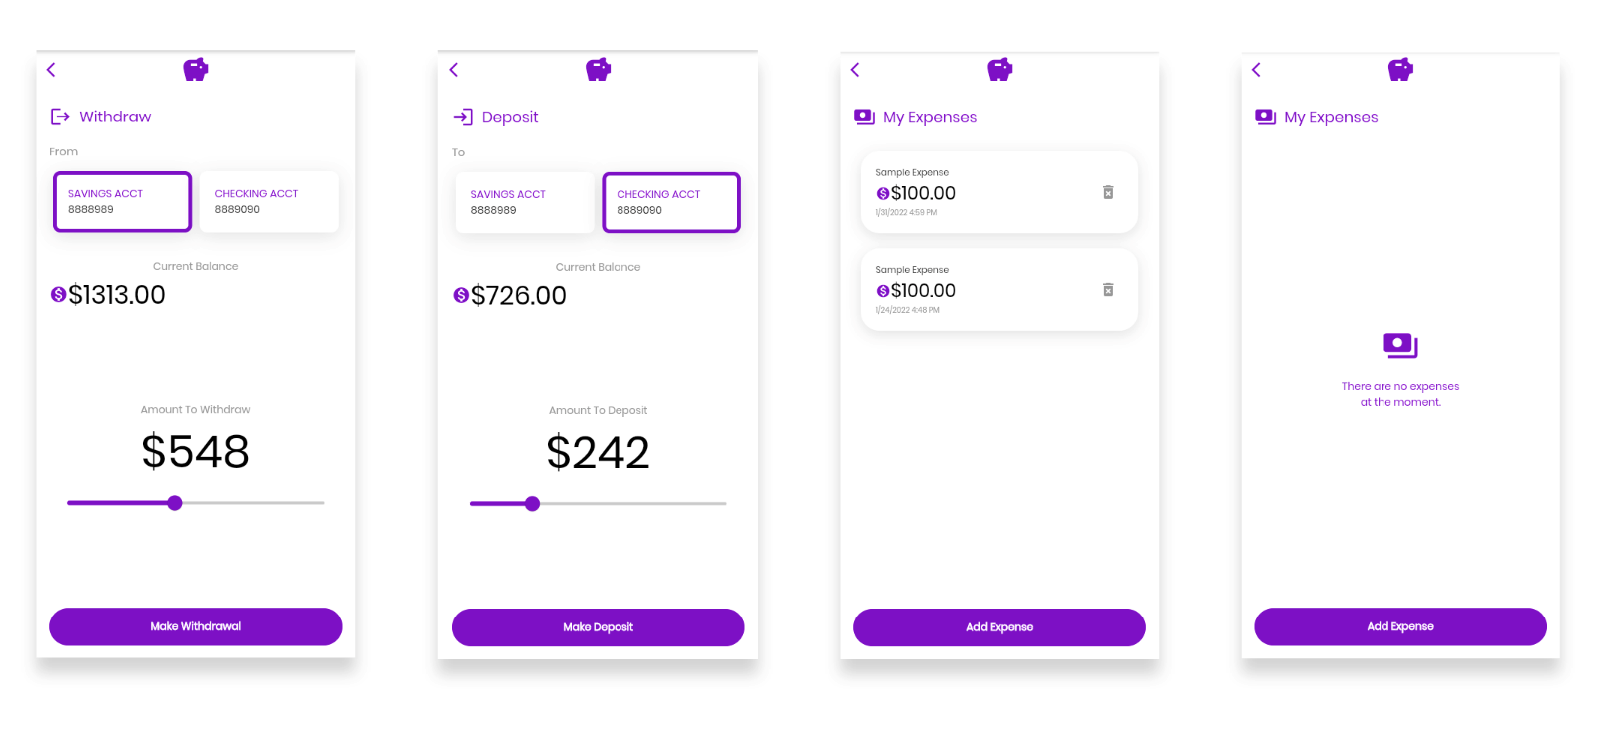 Withdraw
From
SAVINGS ACCT
8888989
CHECKING ACCT
8889090
Current Balance
$1313.00
Amount To Withdraw
$548
Make Withdrawal
Deposit
To
SAVINGS ACCT
8888989
CHECKING ACCT
8889090
Current Balance
$726.00
Amount To Deposit
$242
Make Deposit
My Expenses
Sample Expense
$100.00
1/31/2022 4:59 PM
Sample Expense
$100.00
1/24/2022 4:48 PM
Add Expense
My Expenses
There are no expenses
at the moment.
Add Expense